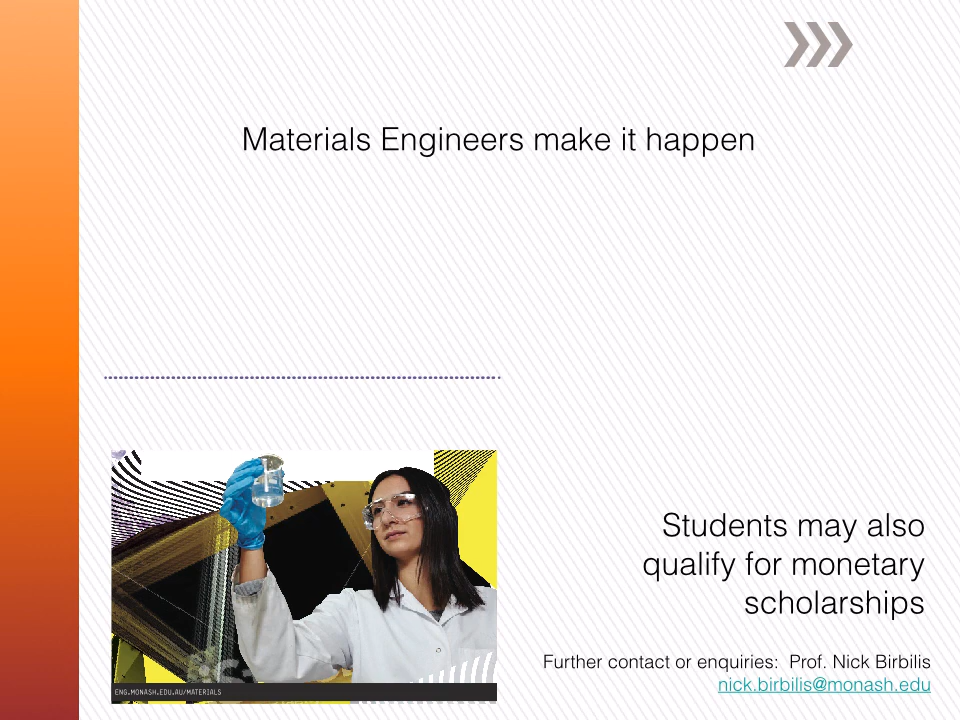 Materials Engineers make it happen
ENG.MONASH.EDU.AU/MATERIALS
Students may also
qualify for monetary
scholarships
Further contact or enquiries:  Prof. Nick Birbilis
nick.birbilis@monash.edu